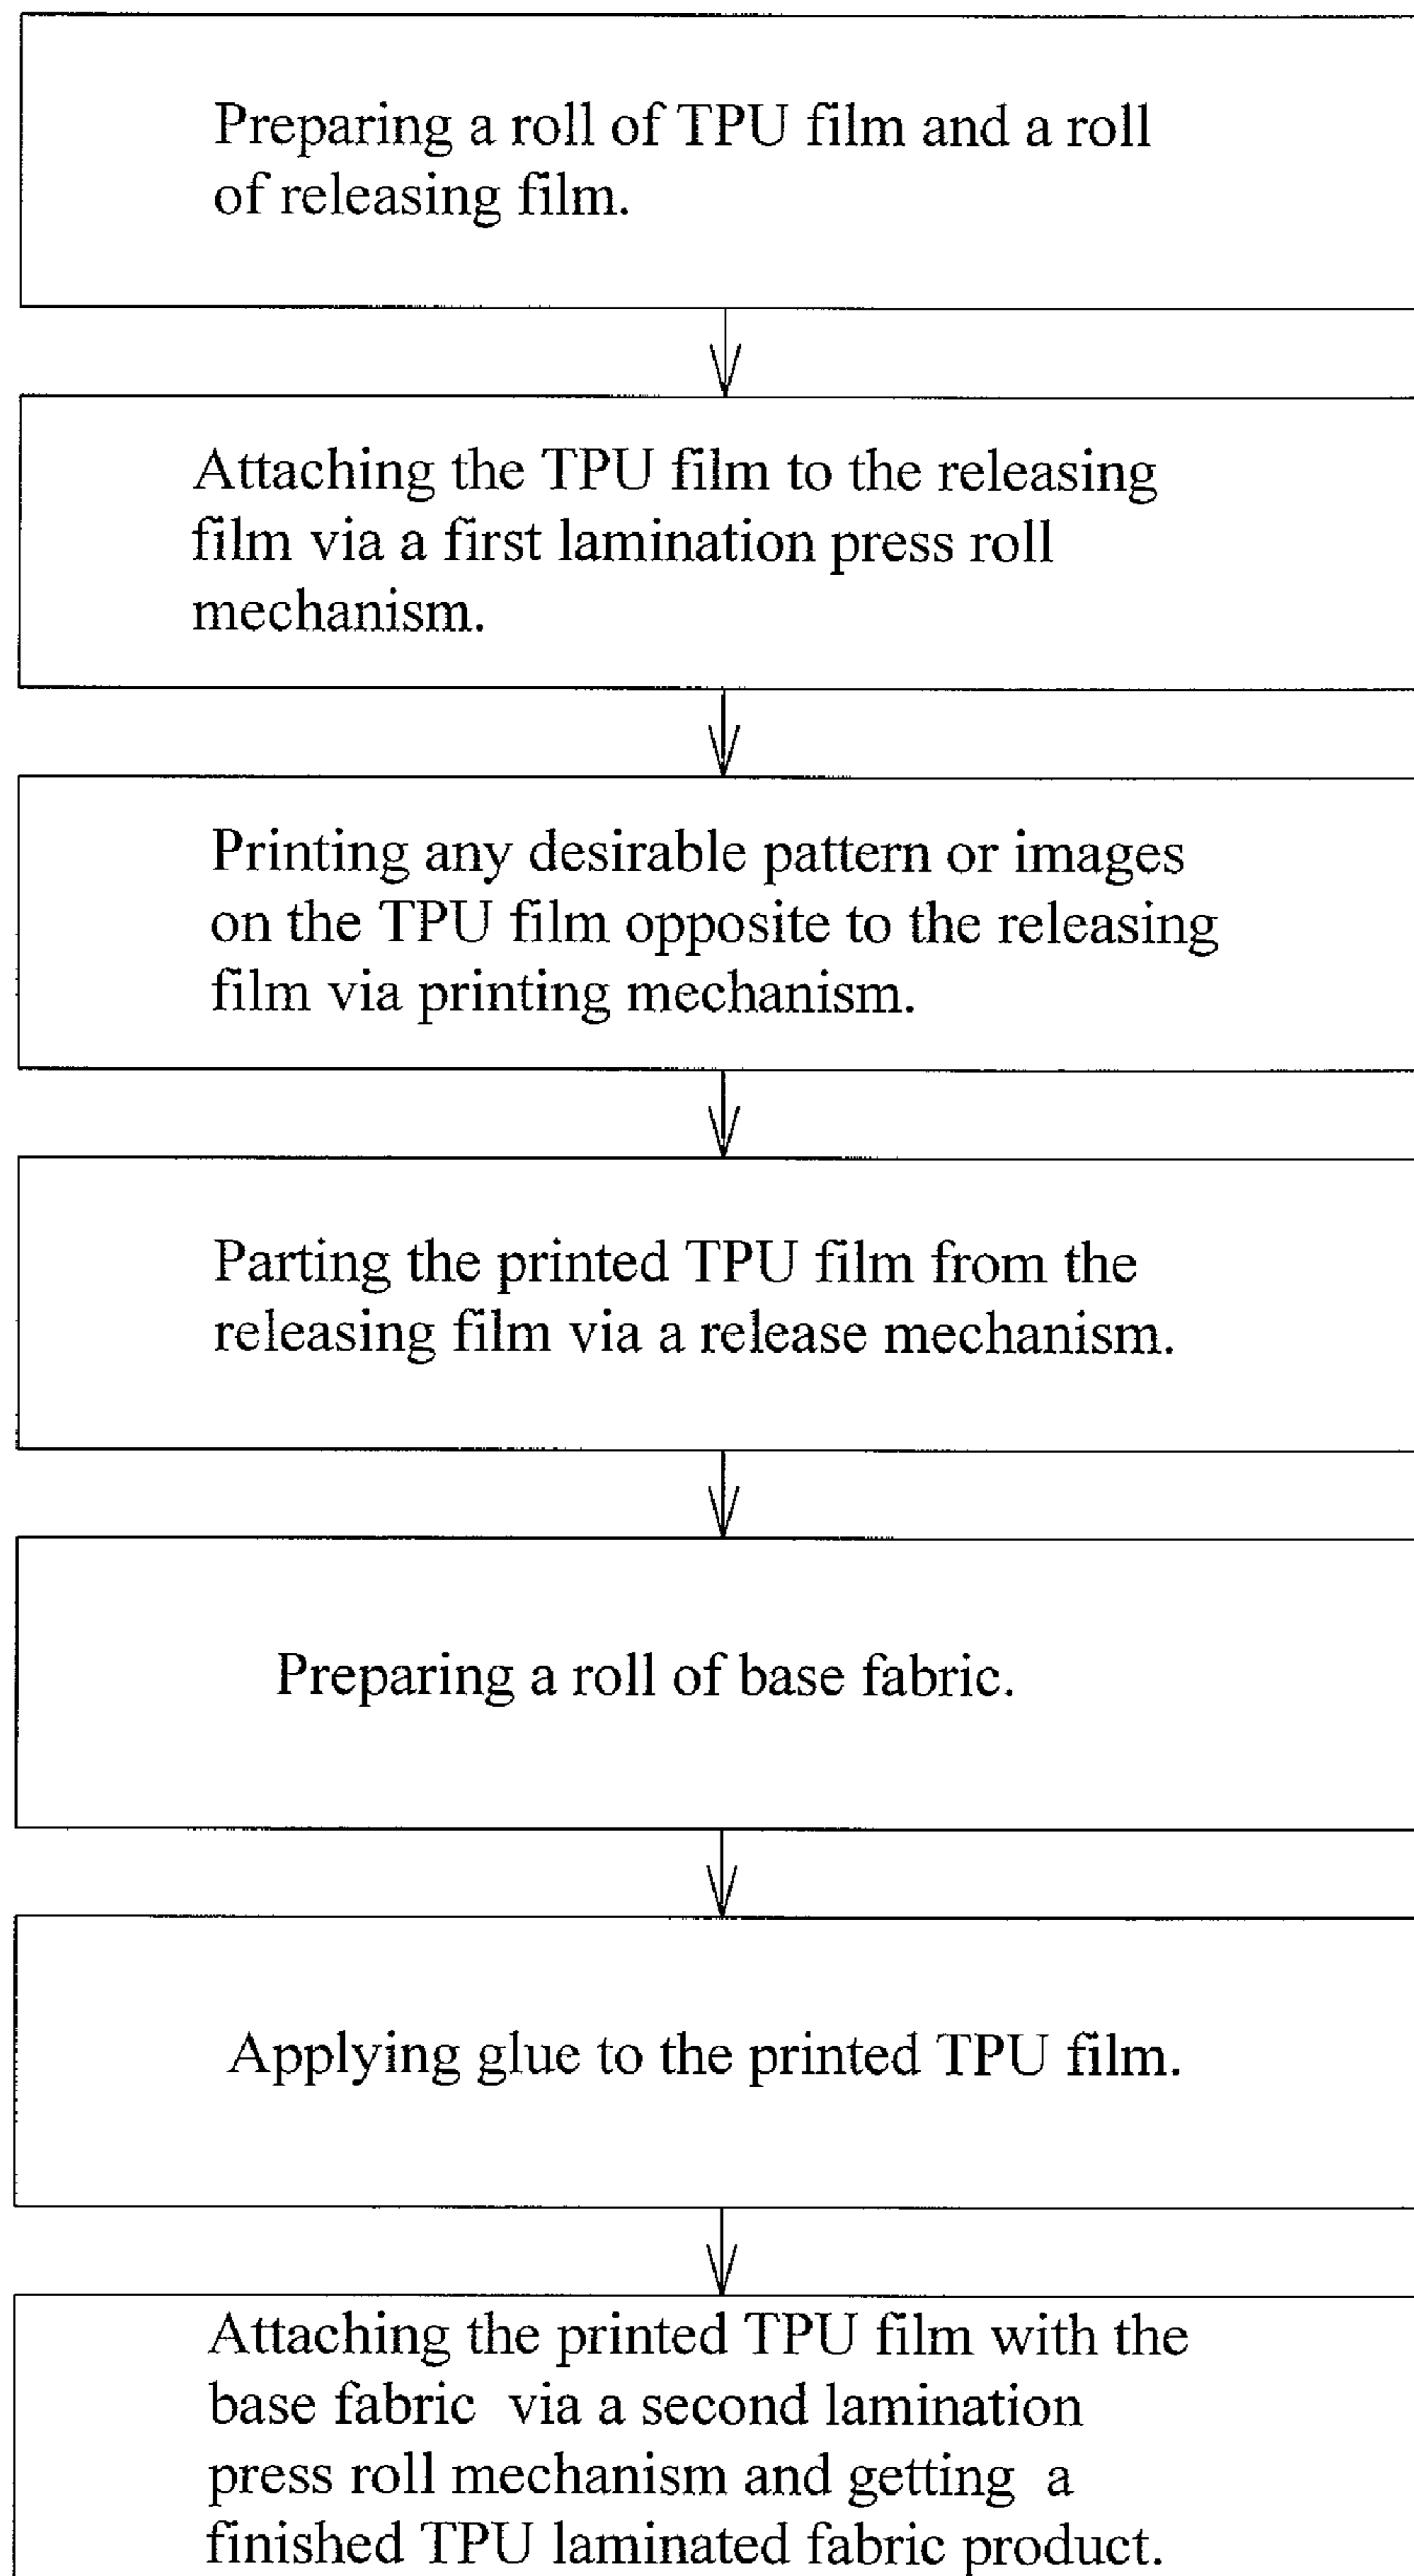 Preparing a roll of TPU film and a roll
of releasing film.
Attaching the TPU film to the releasing
film via a first lamination press roll
mechanism.
Printing any desirable pattern or images
on the TPU film opposite to the releasing
film via printing mechanism.
Parting the printed TPU film from the
releasing film via a release mechanism.
Preparing a roll of base fabric.
Applying glue to the printed TPU film.
Attaching the printed TPU film with the
base fabric  via a second lamination
press roll mechanism and getting  a
finished TPU laminated fabric product.